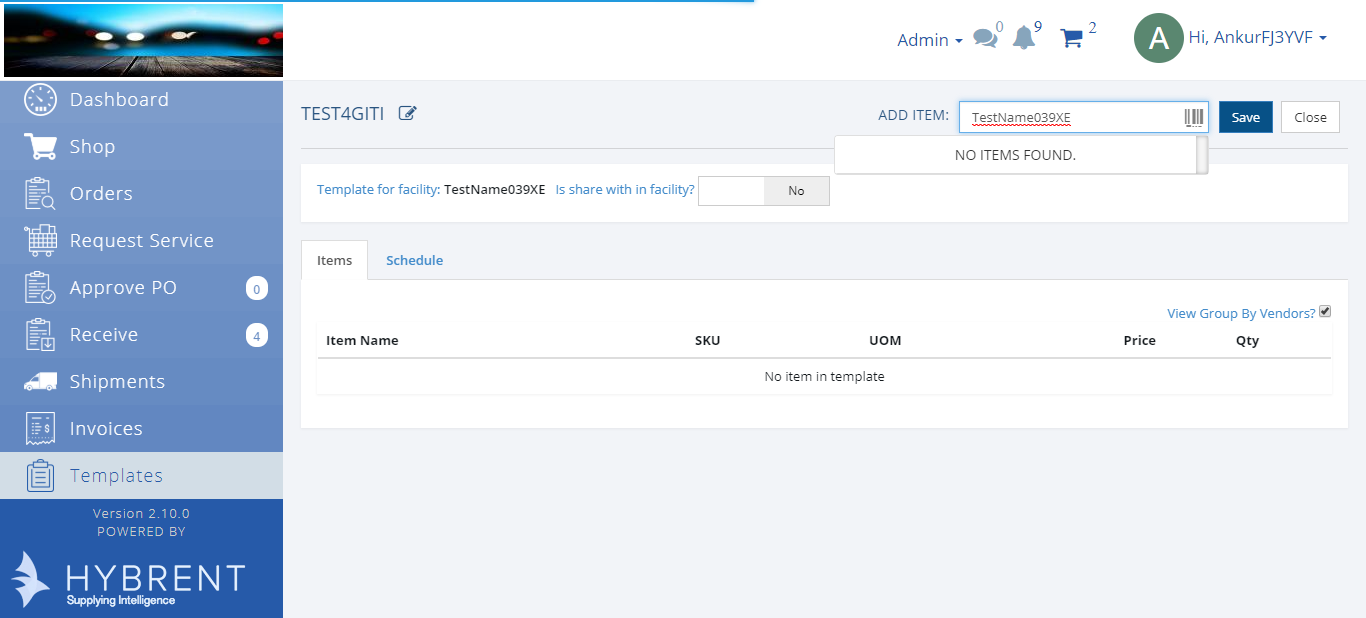 Admin 0 9 2 A Hi, AnkurFJ3YVF
Dashboard
Shop
Orders
Request Service
Approve PO 0
Receive 4
Shipments
Invoices
Templates
Version 2.10.0
POWERED BY
HYBRENT
Supplying Intelligence
TEST4GITI ADD ITEM: TestName039XE Save Close
NO ITEMS FOUND.
Template for facility: TestName039XE Is share with in facility? No
Items Schedule
View Group By Vendors?
Item Name SKU UOM Price Qty
No item in template